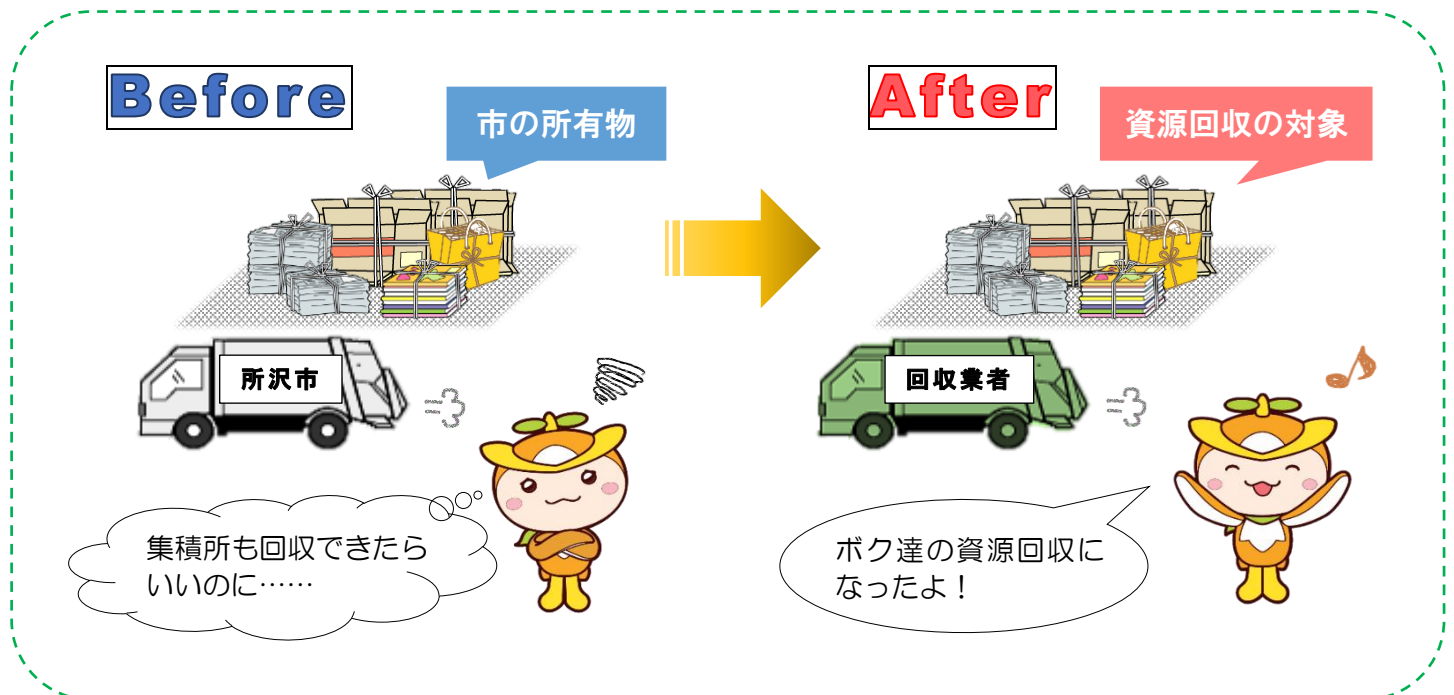 Before
市の所有物
所沢市
集積所も回収できたら
いいのに……
After
資源回収の対象
回収業者
ボク達の資源回収に
なったよ！